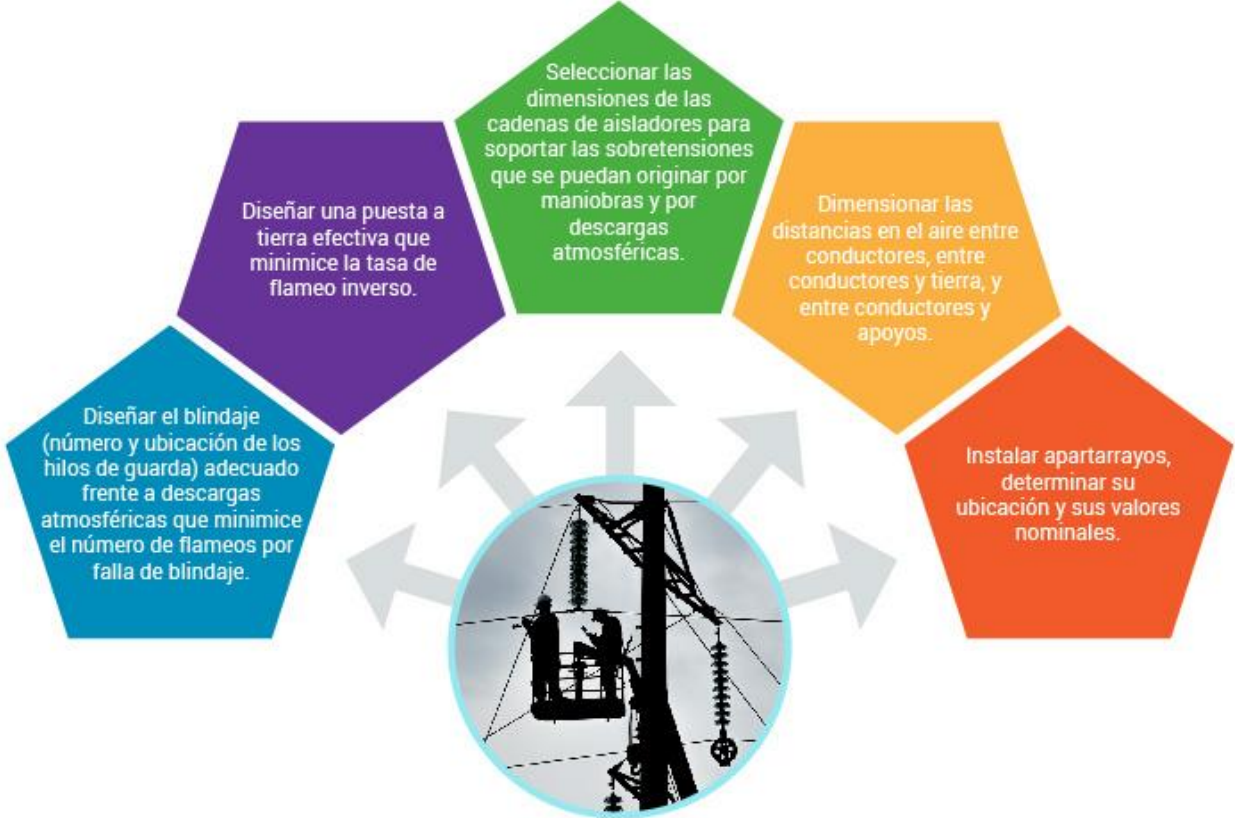 Diseñar el blindaje
(número y ubicación de los
hilos de guarda) adecuado
frente a descargas
atmosféricas que minimice
el número de flameos por
falla de blindaje.
Diseñar una puesta a
tierra efectiva que
minimice la tasa de
flameo inverso.
Seleccionar las
dimensiones de las
cadenas de aisladores para
soportar las sobretensiones
que se puedan originar por
maniobras y por
descargas
atmosféricas.
Dimensionar las
distancias en el aire entre
conductores, entre
conductores y tierra, y
entre conductores y
apoyos.
Instalar apartarrayos,
determinar su
ubicación y sus valores
nominales.